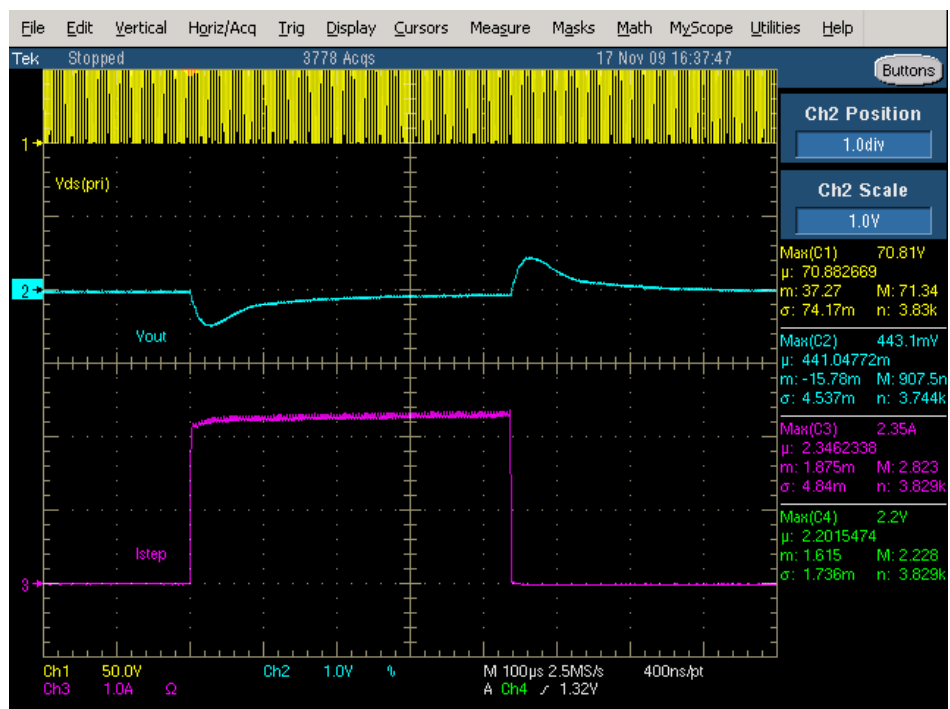 File Edit Vertical Horiz/Acq Trig Display Cursors Measure Masks Math MyScope Utilities Help
Tek Stopped 3778 Acqs 17 Nov 09 16:37:47
Buttons
Ch2 Position
1.0div
Ch2 Scale
1.0V
1
Vds(pri)
2
Vout
Istep
3
Max(C1) 70.81V
µ: 70.882669
m: 37.27 M: 71.34
σ: 74.17m n: 3.83k
Max(C2) 443.1mV
µ: 441.04772m
m: -15.78m M: 907.5n
σ: 4.537m n: 3.744k
Max(C3) 2.35A
µ: 2.3462338
m: 1.875m M: 2.823
σ: 4.84m n: 3.829k
Max(C4) 2.2V
µ: 2.2015474
m: 1.615 M: 2.228
σ: 1.736m n: 3.829k
Ch1 50.0V Ch2 1.0V M 100µs 2.5MS/s 400ns/pt
Ch3 1.0A Ω A Ch4 1.32V